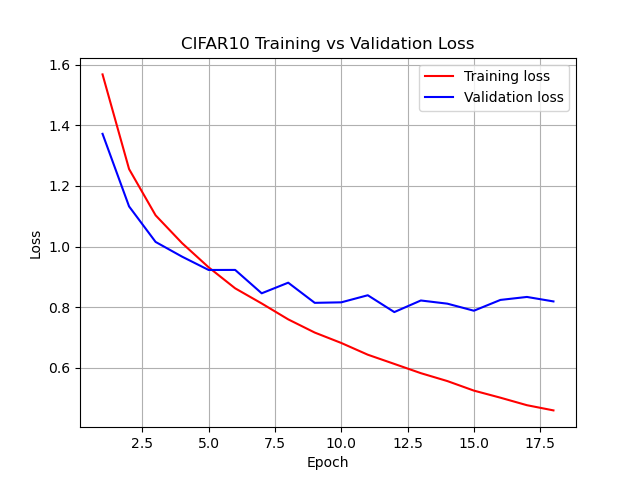 CIFAR10 Training vs Validation Loss
Training loss
Validation loss
Loss
1.6
1.4
1.2
1.0
0.8
0.6
2.5
5.0
7.5
10.0
12.5
15.0
17.5
Epoch